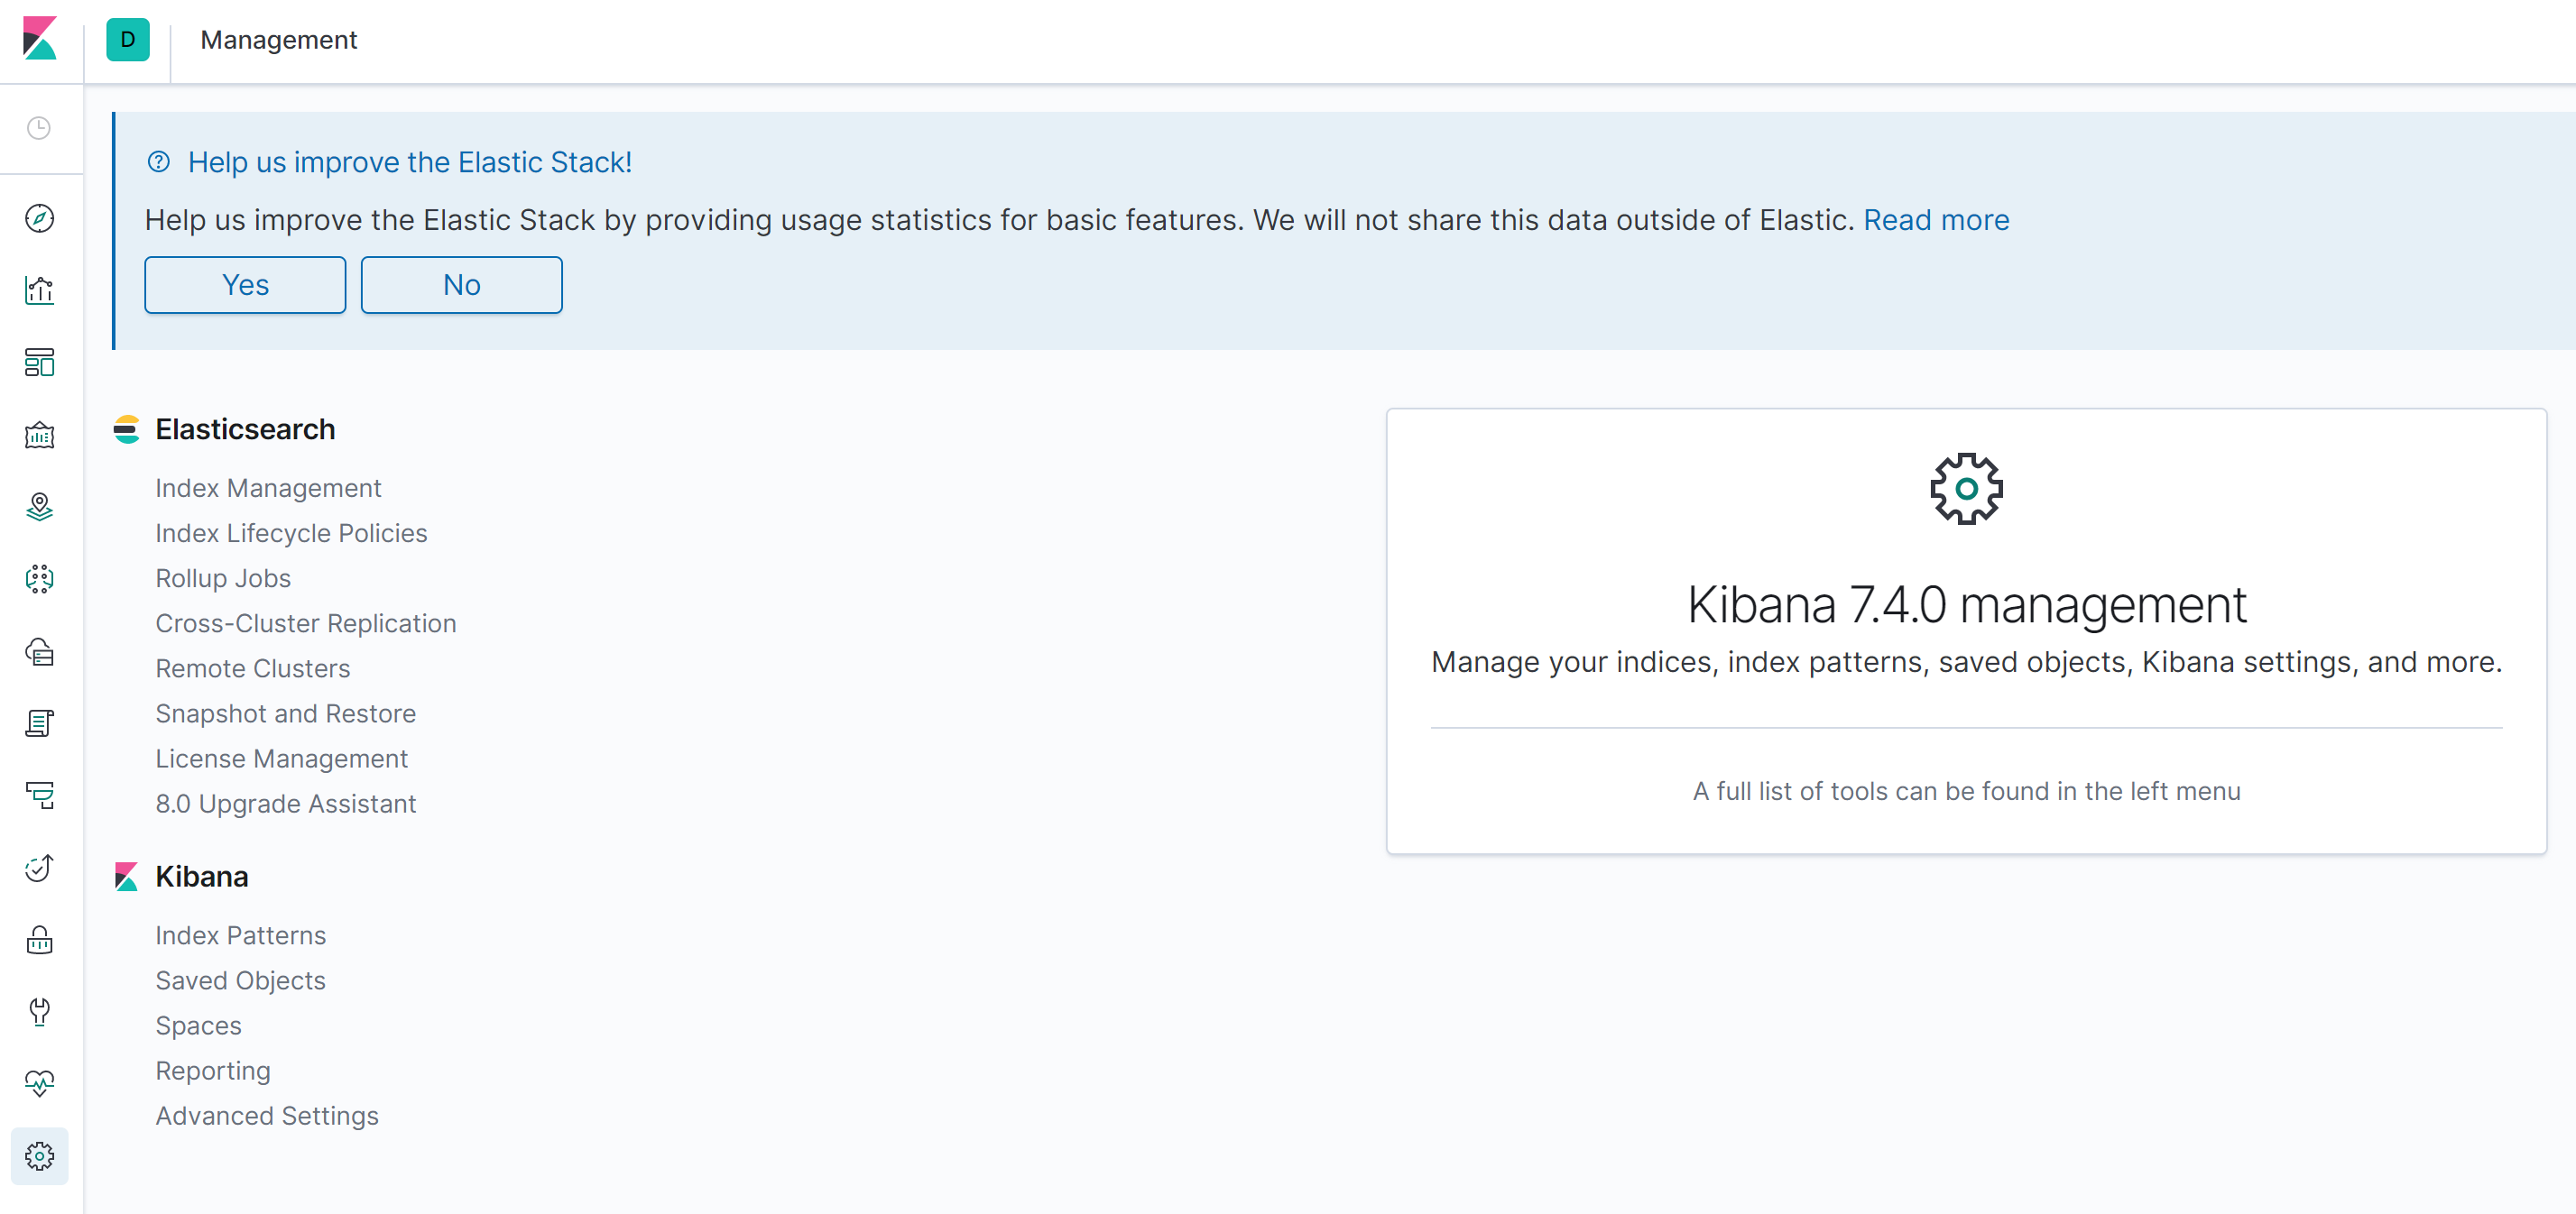 D
Management
Help us improve the Elastic Stack!
Help us improve the Elastic Stack by providing usage statistics for basic features. We will not share this data outside of Elastic. Read more
Yes
No
Elasticsearch
Index Management
Index Lifecycle Policies
Rollup Jobs
Cross-Cluster Replication
Remote Clusters
Snapshot and Restore
License Management
8.0 Upgrade Assistant
Kibana
Index Patterns
Saved Objects
Spaces
Reporting
Advanced Settings
Kibana 7.4.0 management
Manage your indices, index patterns, saved objects, Kibana settings, and more.
A full list of tools can be found in the left menu